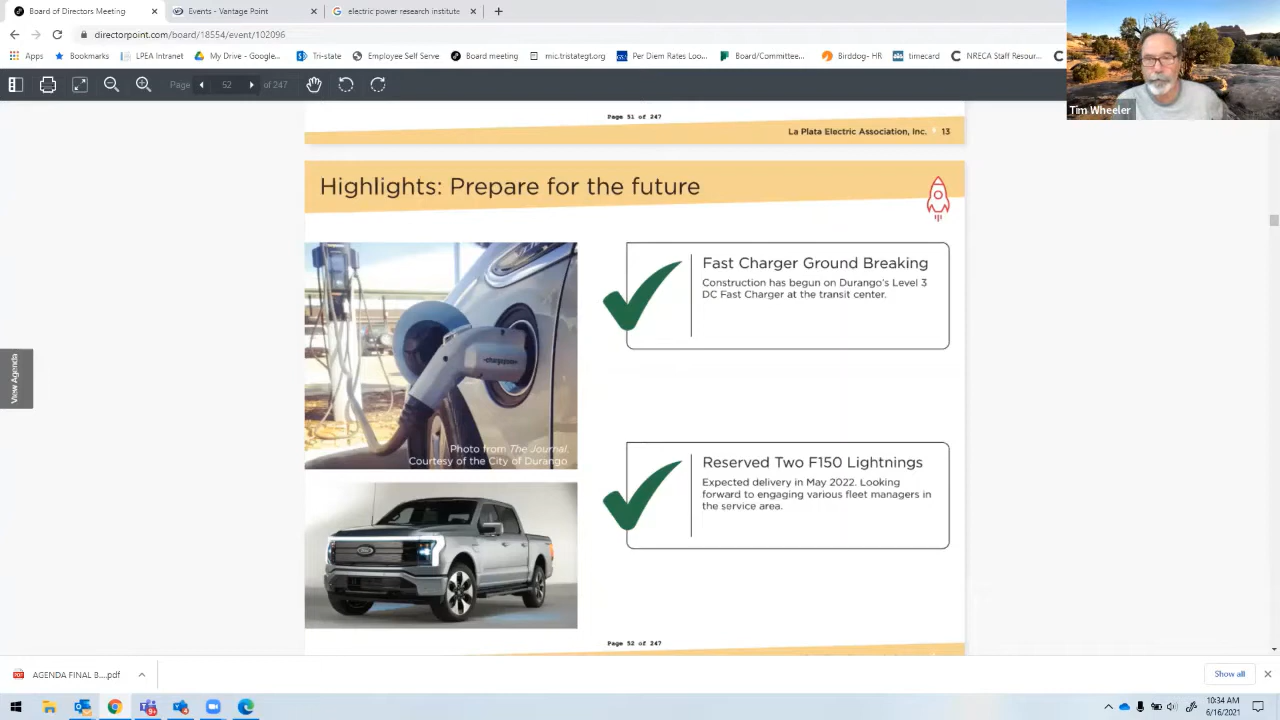 Board of Directors Meeting
Events - Vantage Point
electric power institute
directorpoint.com/board/18554/event/102096
Apps
Bookmarks
LPEA Intranet
My Drive - Google...
Tri-state
Employee Self Serve
Board meeting
mic.tristategt.org
Per Diem Rates Loo...
Board/Committee...
Birddog- HR
timecard
NRECA Staff Resour...
Page
52
of 247
Tim Wheeler
Page 51 of 247
La Plata Electric Association, Inc.
13
Highlights: Prepare for the future
Fast Charger Ground Breaking
Construction has begun on Durango's Level 3
DC Fast Charger at the transit center.
-chargepoin+
View Agenda
Photo from The Journal.
Courtesy of the City of Durango
Reserved Two F150 Lightnings
Expected delivery in May 2022. Looking
forward to engaging various fleet managers in
the service area.
Page 52 of 247
AGENDA FINAL B....pdf
Show all
10:34 AM
6/16/2021